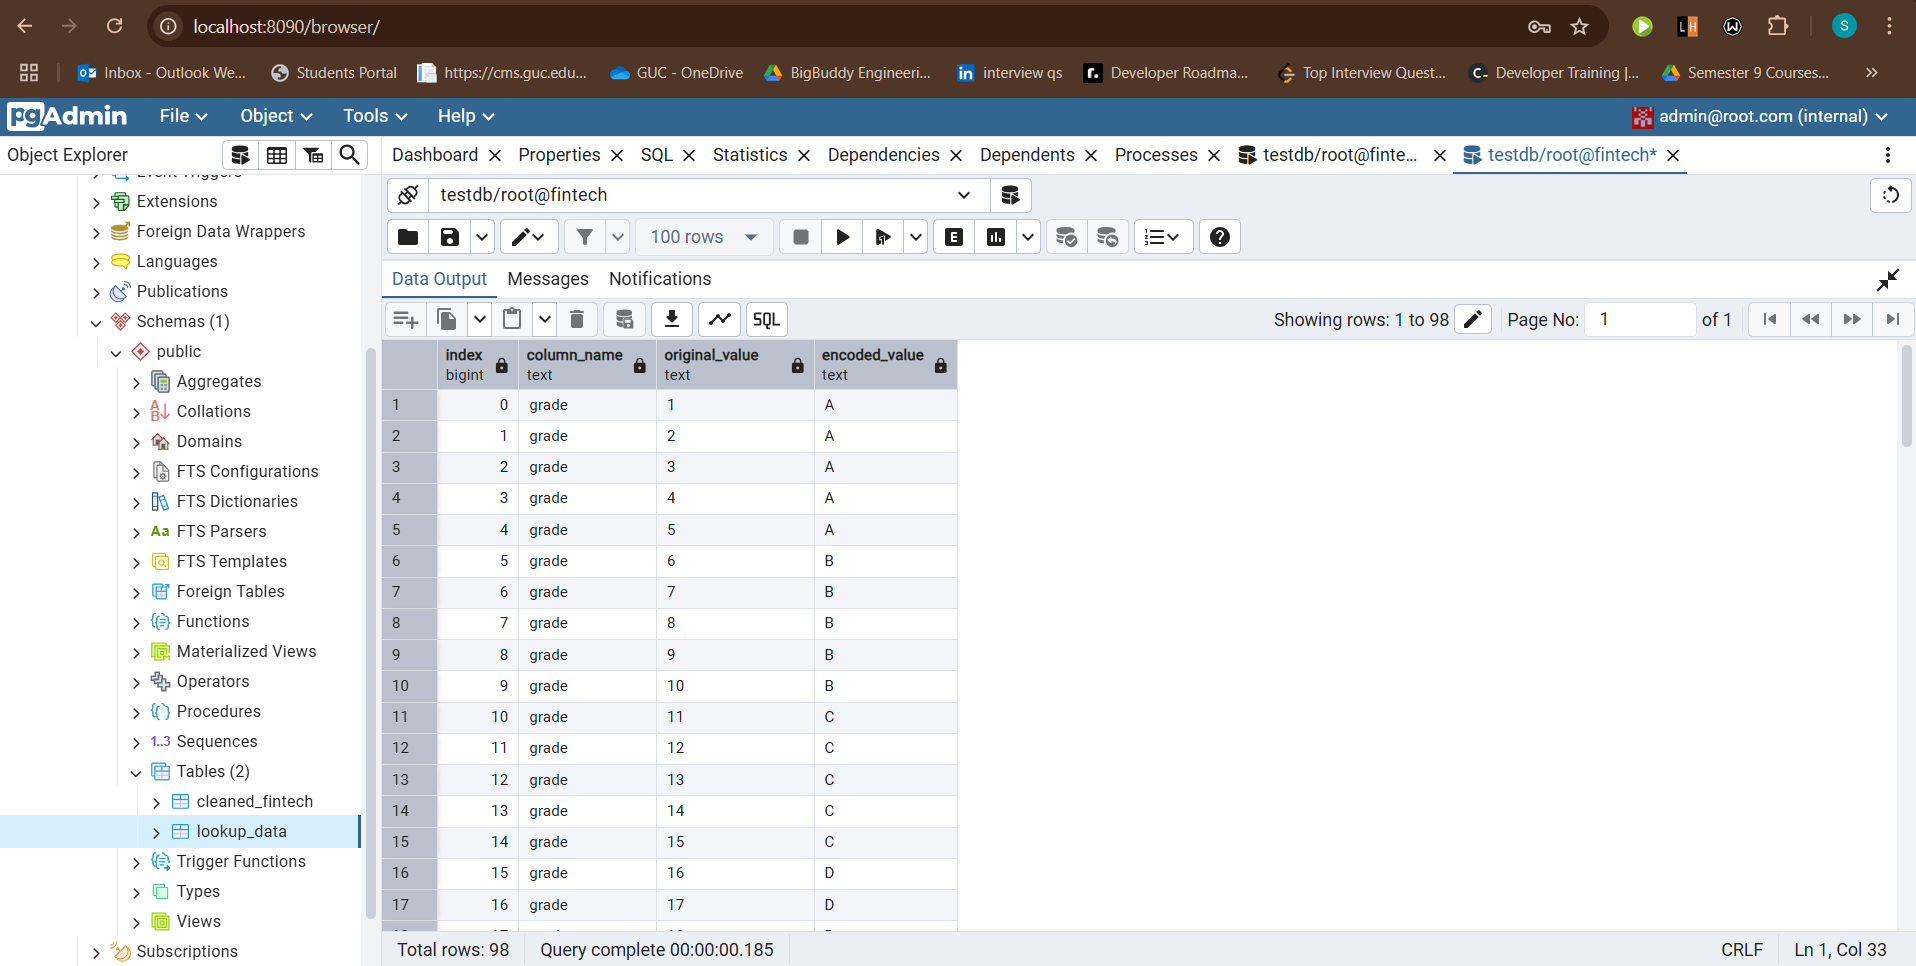 localhost:8090/browser/
S
Inbox - Outlook We...
Students Portal
https://cms.guc.edu...
GUC - OneDrive
BigBuddy Engineeri...
interview qs
Developer Roadma...
Top Interview Quest...
Developer Training |...
Semester 9 Courses...
pgAdmin
File
Object
Tools
Help
admin@root.com (internal)
Object Explorer
Dashboard
Properties
SQL
Statistics
Dependencies
Dependents
Processes
testdb/root@finte...
testdb/root@fintech*
Event Triggers
Extensions
Foreign Data Wrappers
Languages
Publications
Schemas (1)
public
Aggregates
Collations
Domains
FTS Configurations
FTS Dictionaries
Aa FTS Parsers
FTS Templates
Foreign Tables
Functions
Materialized Views
Operators
Procedures
1..3 Sequences
Tables (2)
cleaned_fintech
lookup_data
Trigger Functions
Types
Views
Subscriptions
testdb/root@fintech
100 rows
E
Data Output
Messages
Notifications
SQL
Showing rows: 1 to 98
Page No: 1 of 1
index bigint
column_name text
original_value text
encoded_value text
1 0 grade 1 A
2 1 grade 2 A
3 2 grade 3 A
4 3 grade 4 A
5 4 grade 5 A
6 5 grade 6 B
7 6 grade 7 B
8 7 grade 8 B
9 8 grade 9 B
10 9 grade 10 B
11 10 grade 11 C
12 11 grade 12 C
13 12 grade 13 C
14 13 grade 14 C
15 14 grade 15 C
16 15 grade 16 D
17 16 grade 17 D
Total rows: 98
Query complete 00:00:00.185
CRLF
Ln 1, Col 33